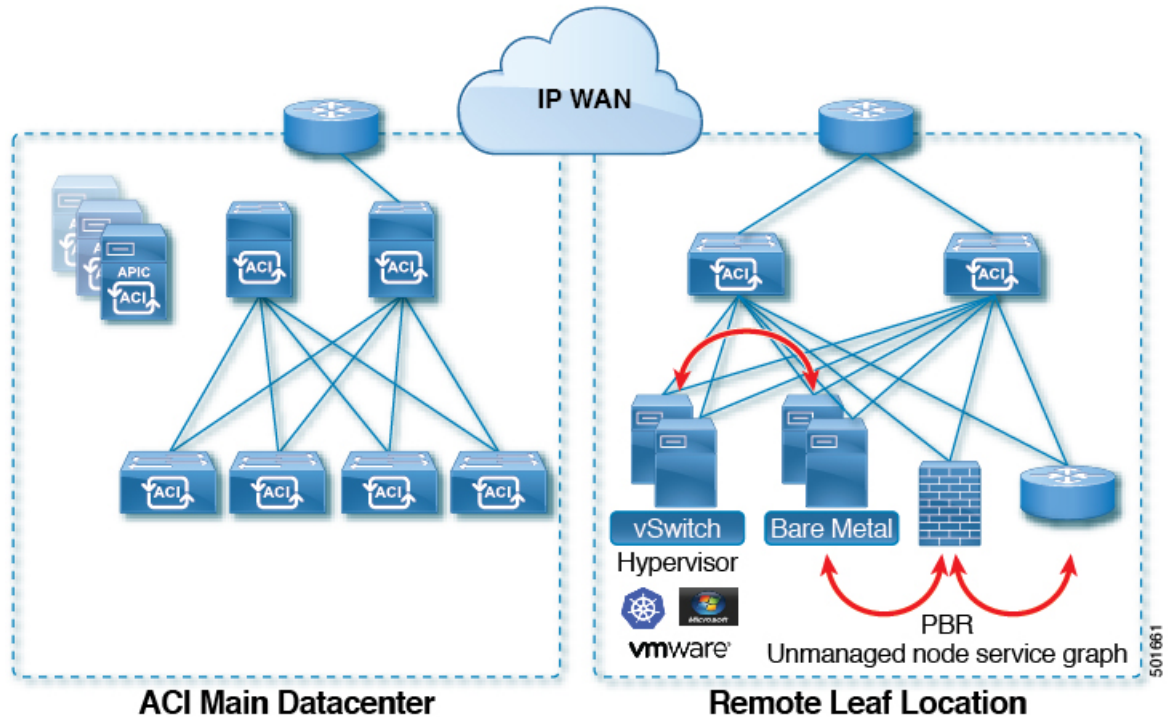 IP WAN
A
A
APIC
ACI
ACI
ACI
ACI
ACI
ACI
ACI
ACI
ACI
vSwitch
Bare Metal
Hypervisor
Microsoft
vmware
PBR
Unmanaged node service graph
501661
ACI Main Datacenter
Remote Leaf Location